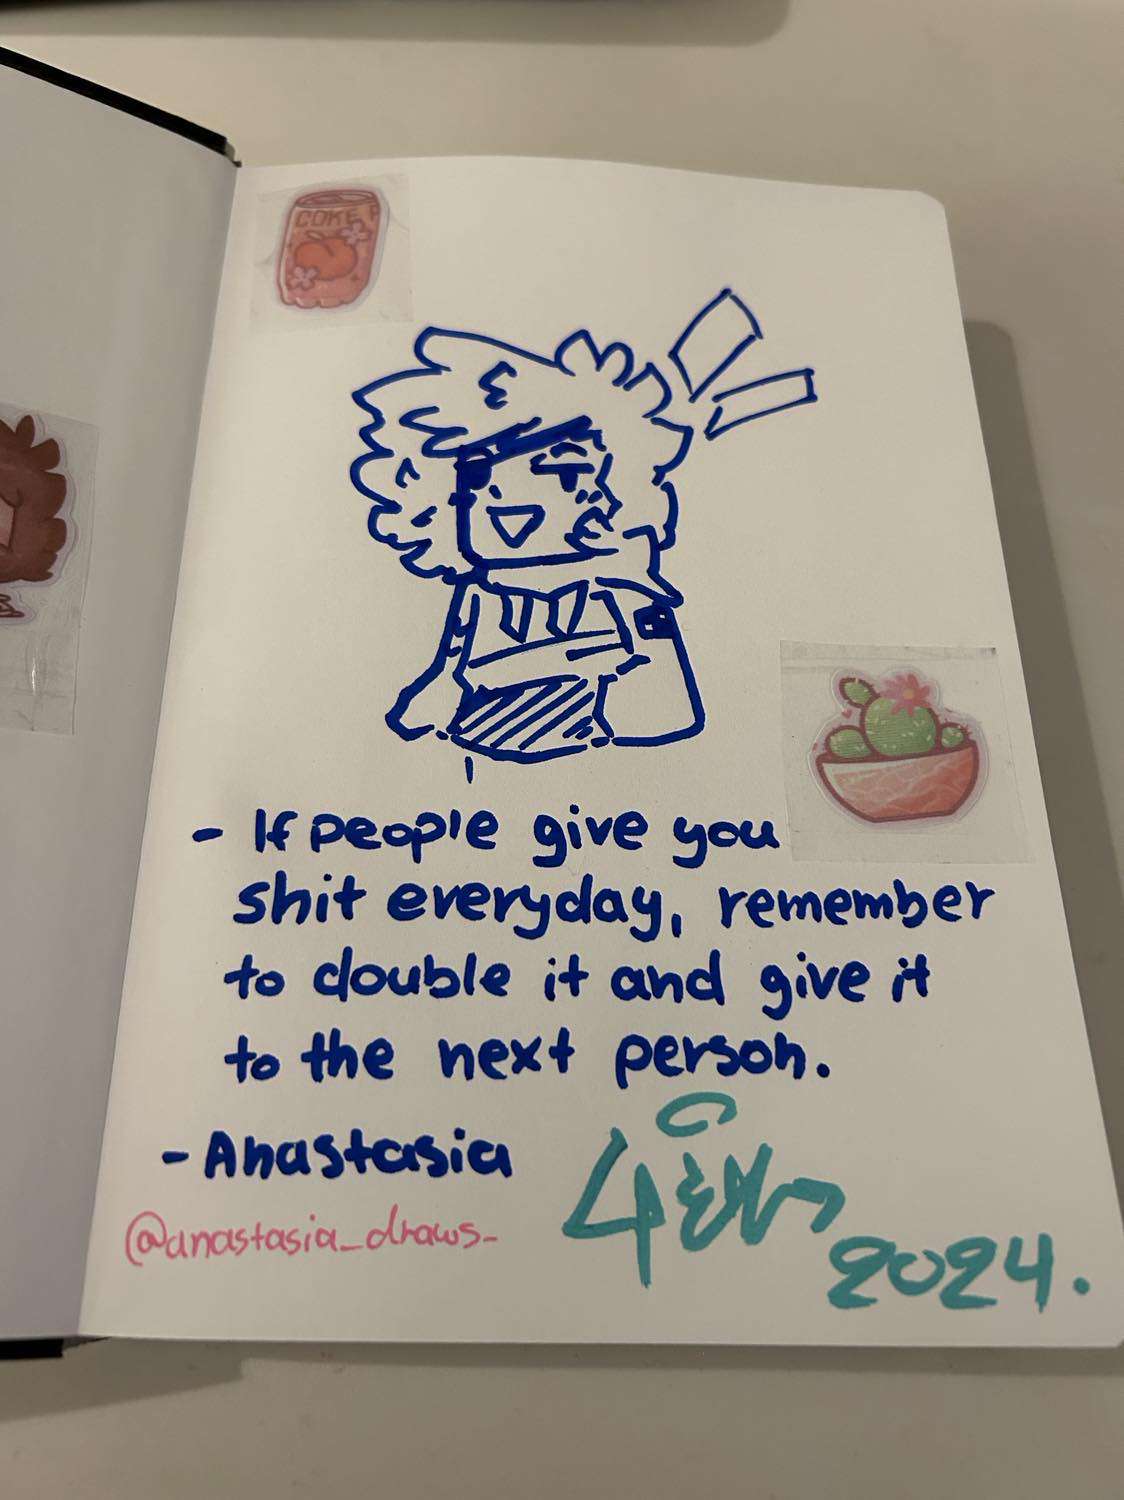 COKE
- If people give you
shit everyday, remember
to double it and give it
to the next person.
- Anastasia
@anastasia_draws_
2024.